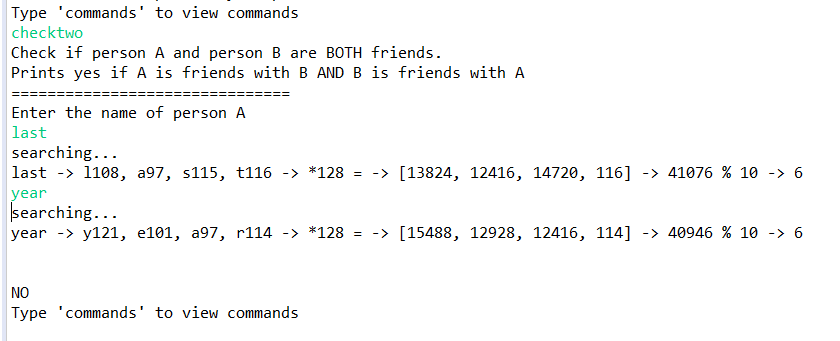 Type 'commands' to view commands
checktwo
Check if person A and person B are BOTH friends.
Prints yes if A is friends with B AND B is friends with A
===============================
Enter the name of person A
last
searching...
last -> l108, a97, s115, t116 -> *128 = -> [13824, 12416, 14720, 116] -> 41076 % 10 -> 6
year
searching...
year -> y121, e101, a97, r114 -> *128 = -> [15488, 12928, 12416, 114] -> 40946 % 10 -> 6
NO
Type 'commands' to view commands